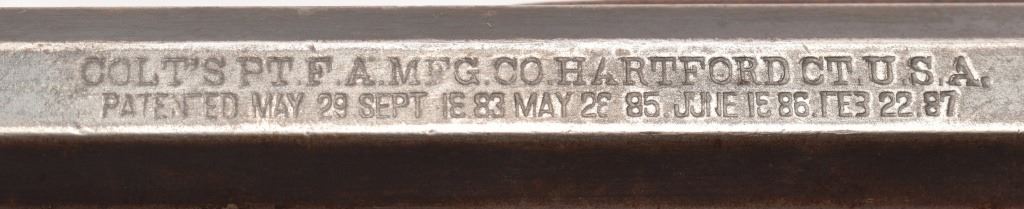 COLT'S PT. F. A. MFG. CO. HARTFORD CT. U.S.A.
PATENTED. MAY 29 SEPT 18 83 MAY 26 85. JUNE 15 86. FEB 22 87